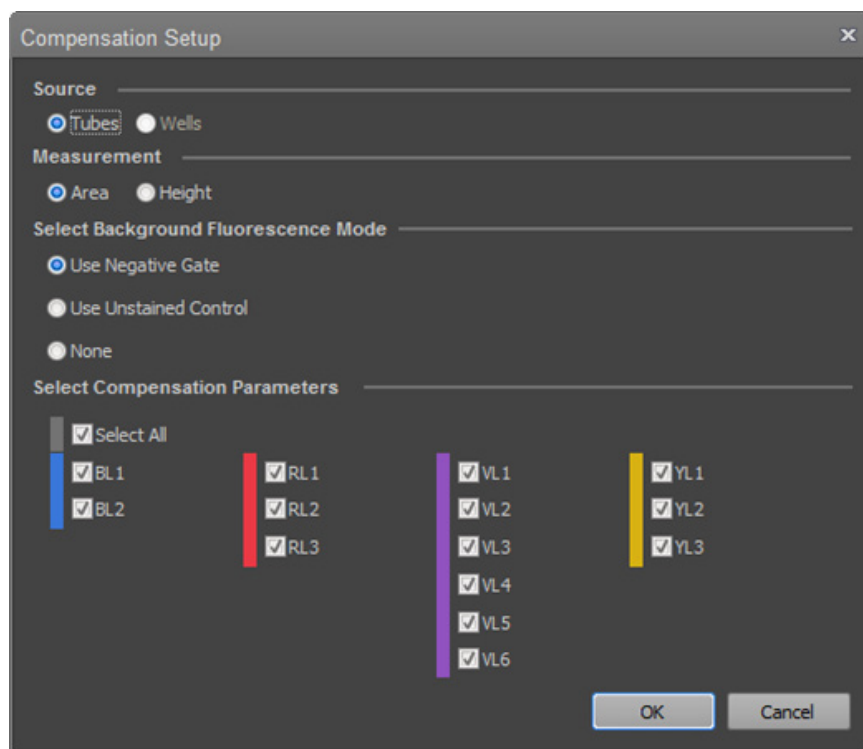 Compensation Setup
Source
Tubes Wells
Measurement
Area Height
Select Background Fluorescence Mode
Use Negative Gate
Use Unstained Control
None
Select Compensation Parameters
Select All
BL1 RL1 VL1 YL1
BL2 RL2 VL2 YL2
RL3 VL3 YL3
VL4
VL5
VL6
OK Cancel